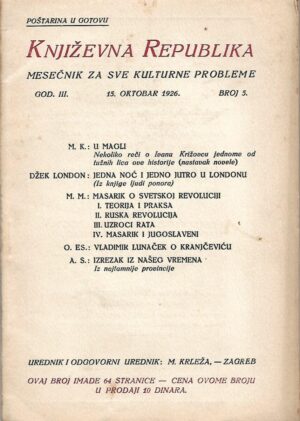 POŠTARINA U GOTOVU
KNJIŽEVNA REPUBLIKA
MESEČNIK ZA SVE KULTURNE PROBLEME
GOD. III. 15. OKTOBAR 1926. BROJ 5.
M. K.: U MAGLI
Nekoliko reči o Ivanu Križovcu jednome od
tužnih lica ove historije (nastavak novele)
DŽEK LONDON: JEDNA NOĆ I JEDNO JUTRO U LONDONU
(Iz knjige ljudi ponora)
M. M.: MASARIK O SVETSKOJ REVOLUCIJI
I. TEORIJA I PRAKSA
II. RUSKA REVOLUCIJA
III. UZROCI RATA
IV. MASARIK I JUGOSLAVENI
O. ES.: VLADIMIR LUNAČEK O KRANJČEVIĆU
A. S.: IZREZAK IZ NAŠEG VREMENA
Iz najtamnije provincije
UREDNIK I ODGOVORNI UREDNIK: M. KRLEŽA, — ZAGREB
OVAJ BROJ IMADE 64 STRANICE — CENA OVOME BROJU
U PRODAJI 10 DINARA.